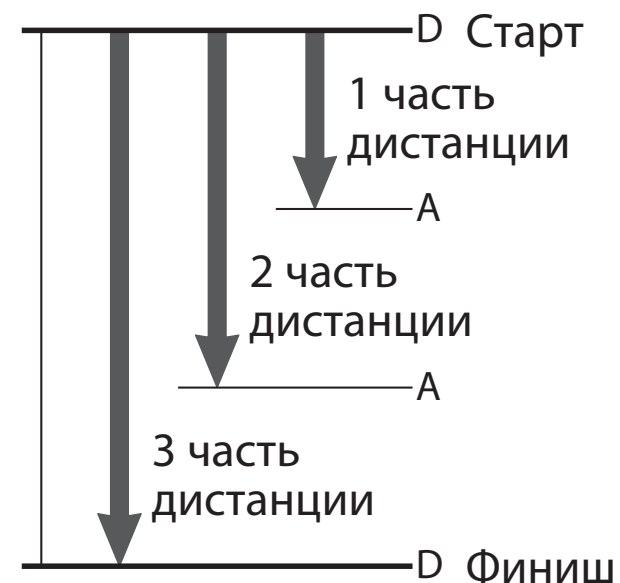 D Старт
1 часть
дистанции
A
2 часть
дистанции
A
3 часть
дистанции
D Финиш